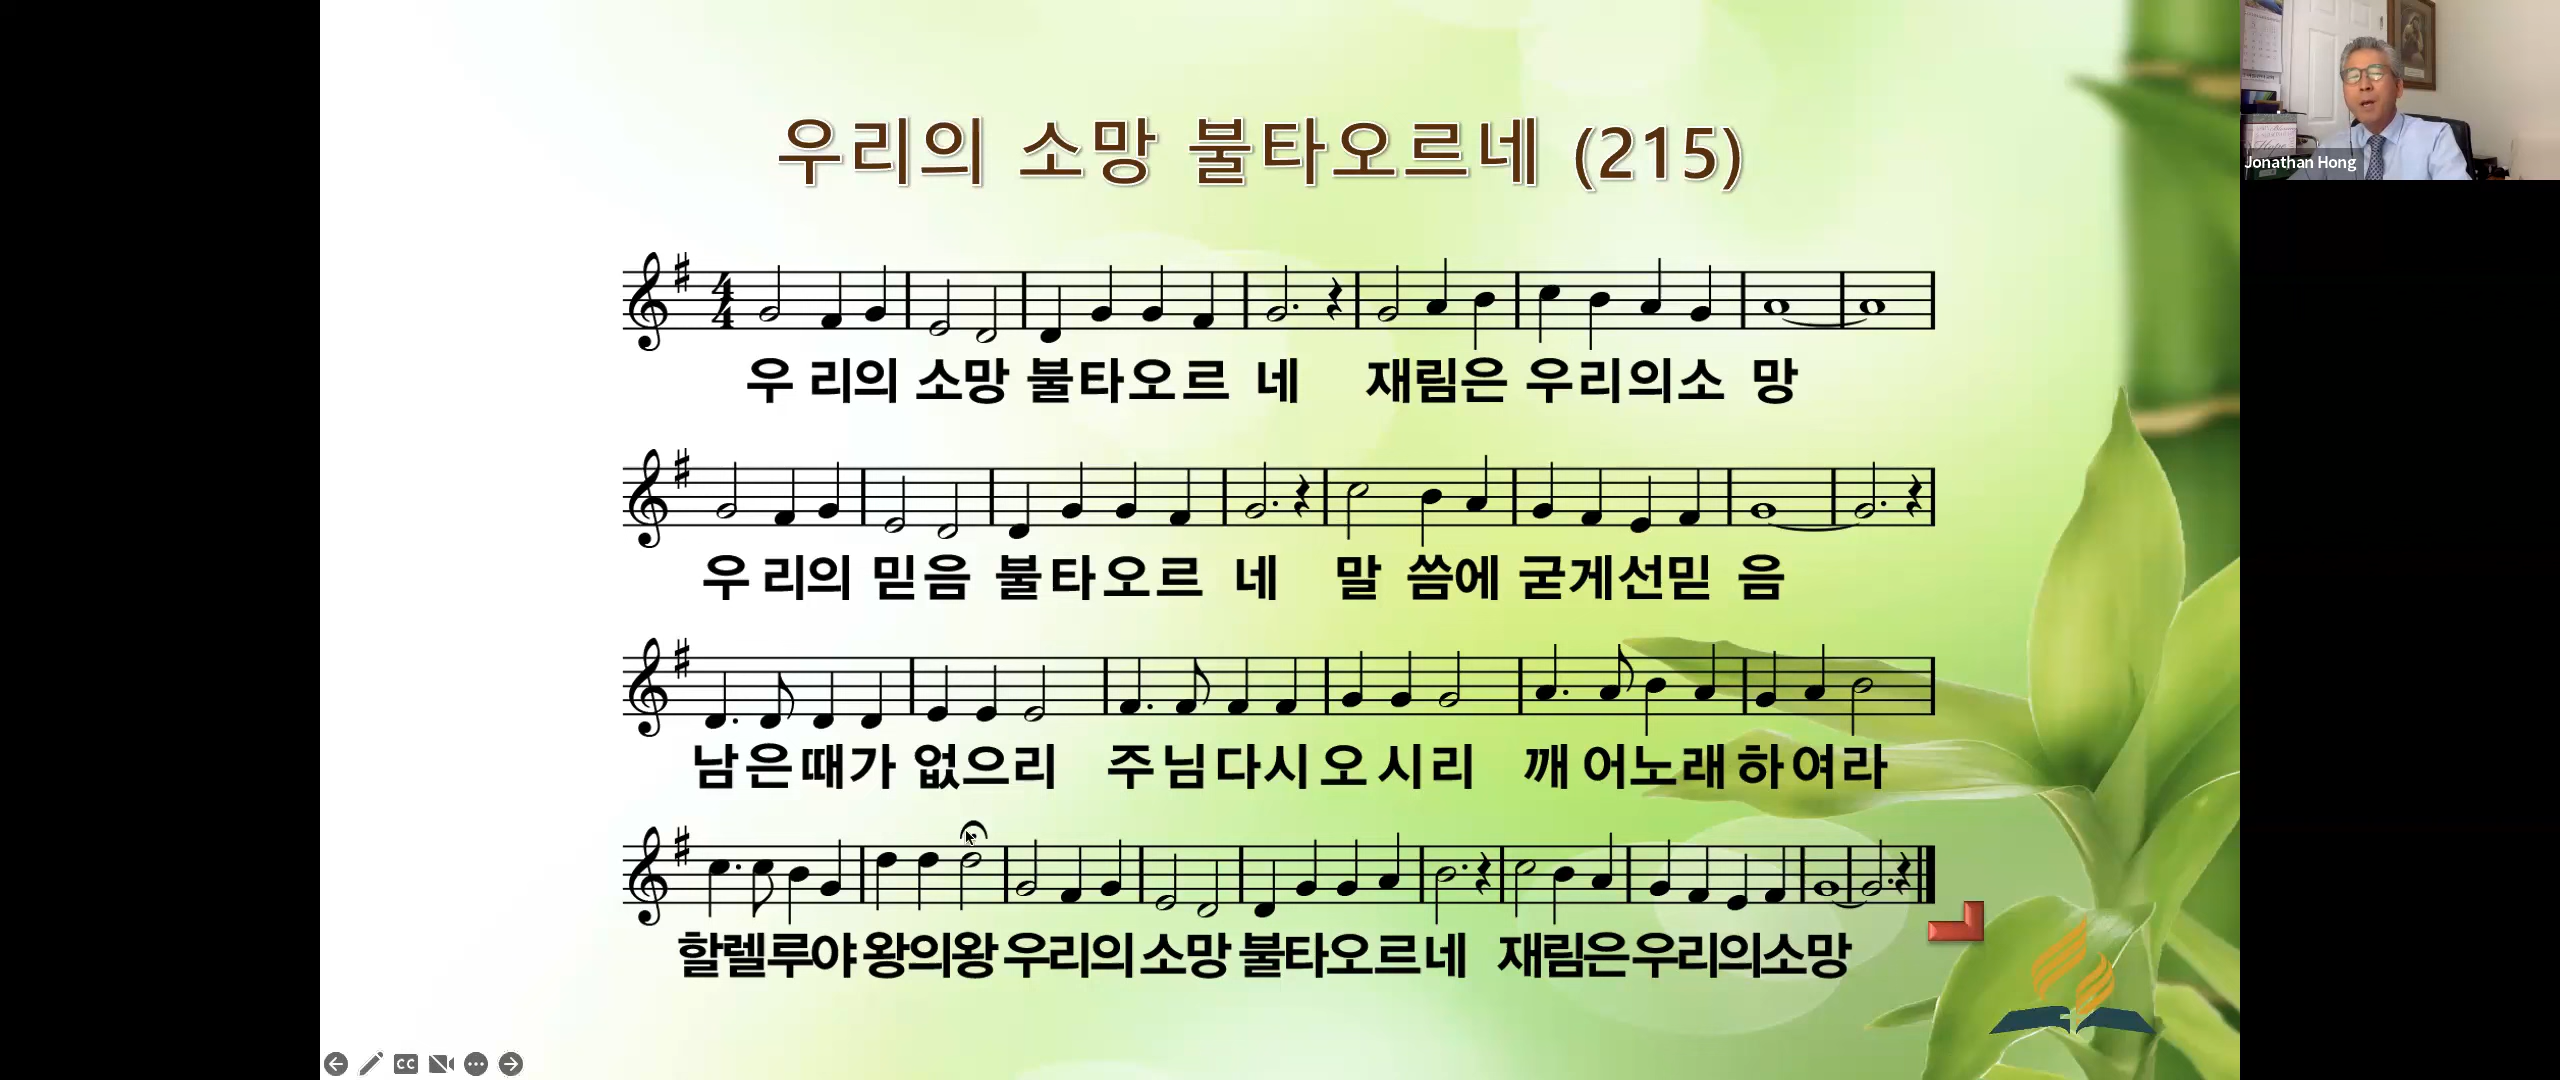 우리의 소망 불타오르네 (215)
Jonathan Hong
4
4
우 리의 소망 불타오르 네 재림은 우리의소 망
우 리의 믿음 불타오르 네 말 씀에 굳게선믿 음
남은때가 없으리 주님다시오시리 깨어노래하여라
할렐루야 왕의왕 우리의 소망 불타오르네 재림은우리의소망
CC